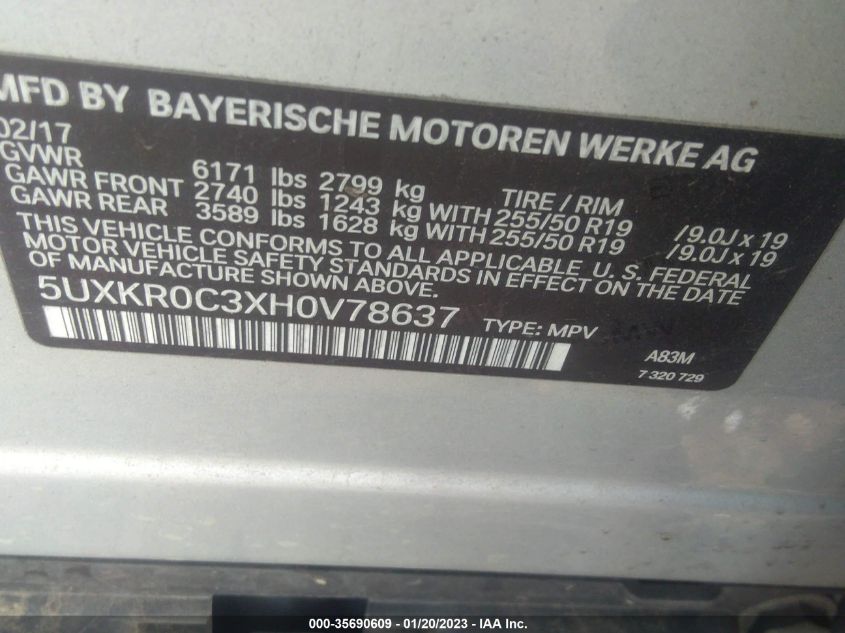 MFD BY BAYERISCHE MOTOREN WERKE AG
02/17
GVWR 6171 lbs 2799 kg TIRE / RIM
GAWR FRONT 2740 lbs 1243 kg WITH 255/50 R19 /9.0J x 19
GAWR REAR 3589 lbs 1628 kg WITH 255/50 R19 /9.0J x 19
THIS VEHICLE CONFORMS TO ALL APPLICABLE U. S. FEDERAL
MOTOR VEHICLE SAFETY STANDARDS IN EFFECT ON THE DATE
OF MANUFACTURE SHOWN ABOVE.
5UXKR0C3XH0V78637 TYPE: MPV
A83M
7 320 729
000-35690609 - 01/20/2023 - IAA Inc.